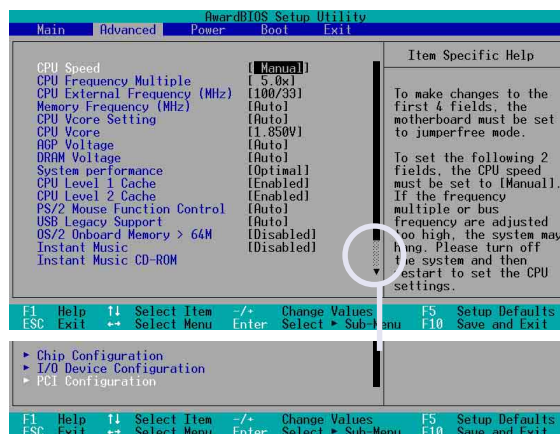 AwardBIOS Setup Utility
Main Advanced Power Boot Exit
Item Specific Help
CPU Speed [ Manual]
CPU Frequency Multiple [ 5.0x]
CPU External Frequency (MHz) [100/33]
Memory Frequency (MHz) [Auto]
CPU Vcore Setting [Auto]
CPU Vcore [1.850V]
AGP Voltage [Auto]
DRAM Voltage [Auto]
System performance [Optimal]
CPU Level 1 Cache [Enabled]
CPU Level 2 Cache [Enabled]
PS/2 Mouse Function Control [Auto]
USB Legacy Support [Auto]
OS/2 Onboard Memory > 64M [Disabled]
Instant Music [Disabled]
Instant Music CD-ROM
To make changes to the
first 4 fields, the
motherboard must be set
to jumperfree mode.
To set the following 2
fields, the CPU speed
must be set to [Manual].
If the frequency
multiple or bus
frequency are adjusted
too high, the system may
hang. Please turn off
the system and then
restart to set the CPU
settings.
F1 Help ↑↓ Select Item -/+ Change Values F5 Setup Defaults
ESC Exit ←→ Select Menu Enter Select ► Sub-Menu F10 Save and Exit
► Chip Configuration
► I/O Device Configuration
► PCI Configuration
F1 Help ↑↓ Select Item -/+ Change Values F5 Setup Defaults
ESC Exit ←→ Select Menu Enter Select ► Sub-Menu F10 Save and Exit